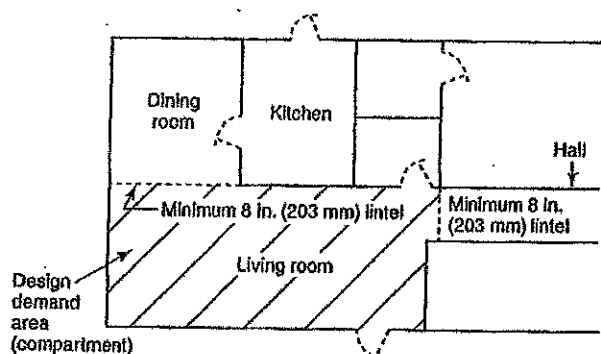 Dining
room
Kitchen
Hall
Minimum 8 in. (203 mm) lintel
Minimum 8 in.
(203 mm) lintel
Living room
Design
demand
area
(compartment)